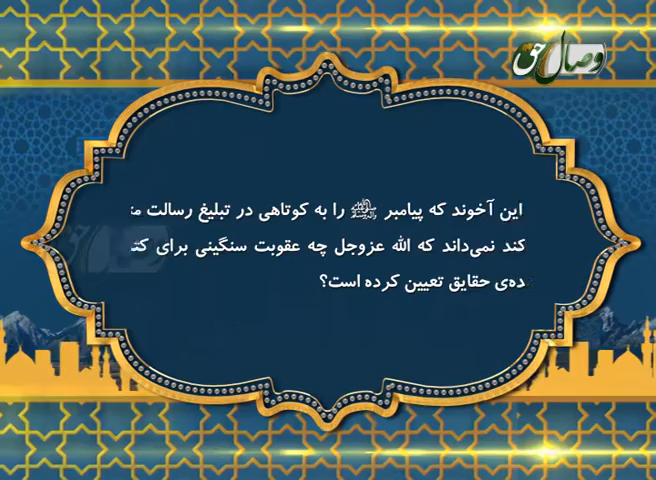 وصال حق
این آخوند که پیامبر ﷺ را به کوتاهی در تبلیغ رسالت
کند نمی‌داند که الله عزوجل چه عقوبت سنگینی برای
ده‌ی حقایق تعیین کرده است؟